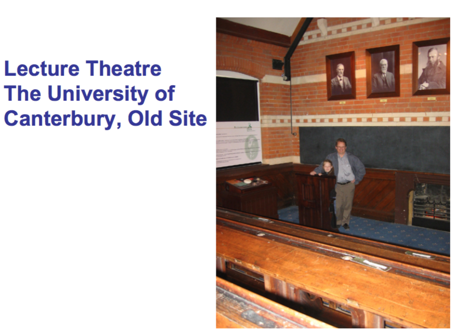 Lecture Theatre
The University of
Canterbury, Old Site